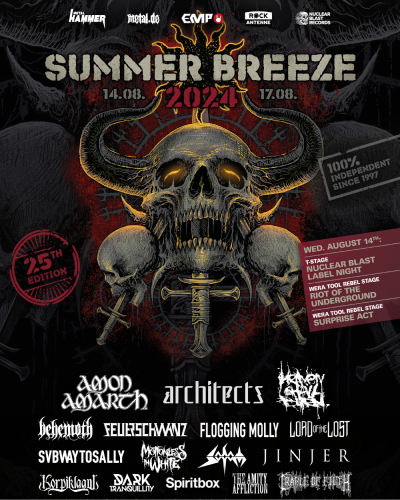 METAL HAMMER metal.de EMP ROCK ANTENNE NUCLEAR BLAST RECORDS
SUMMER BREEZE
14.08. 2024 17.08.
100% INDEPENDENT SINCE 1997
25TH EDITION
WED. AUGUST 14TH:
T-STAGE
NUCLEAR BLAST
LABEL NIGHT
WERA TOOL REBEL STAGE
RIOT OF THE
UNDERGROUND
WERA TOOL REBEL STAGE
SURPRISE ACT
AMON AMARTH architects HEAVEN SHALL BURN
behemoth FEUERSCHWANZ FLOGGING MOLLY LORD OF THE LOST
SVBWAYTOSALLY MOTIONLESS IN WHITE SODOM JINJER
Korpiklaani DARK TRANQUILLITY Spiritbox THE AMITY AFFLICTION CRADLE OF FILTH